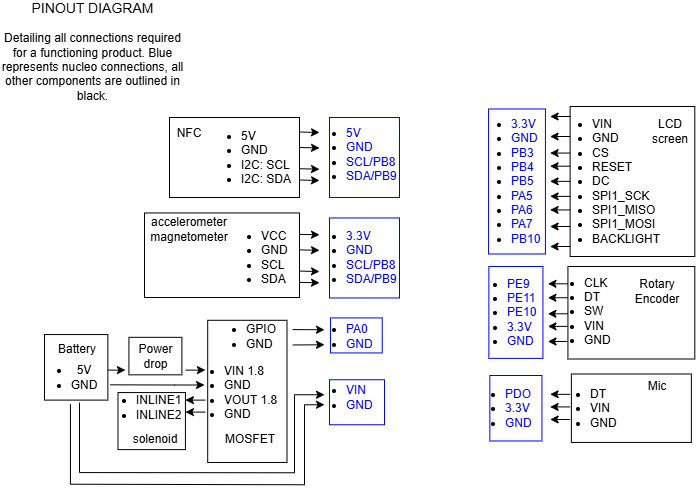 PINOUT DIAGRAM
Detailing all connections required
for a functioning product. Blue
represents nucleo connections, all
other components are outlined in
black.
NFC
• 5V
• GND
• I2C: SCL
• I2C: SDA
• 5V
• GND
• SCL/PB8
• SDA/PB9
accelerometer
magnetometer
• VCC
• GND
• SCL
• SDA
• 3.3V
• GND
• SCL/PB8
• SDA/PB9
Battery
• 5V
• GND
Power
drop
• INLINE1
• INLINE2
solenoid
• GPIO
• GND
• VIN 1.8
• GND
• VOUT 1.8
• GND
MOSFET
• PA0
• GND
• VIN
• GND
• 3.3V
• GND
• PB3
• PB4
• PB5
• PA5
• PA6
• PA7
• PB10
• VIN
• GND
• CS
• RESET
• DC
• SPI1_SCK
• SPI1_MISO
• SPI1_MOSI
• BACKLIGHT
LCD
screen
• PE9
• PE11
• PE10
• 3.3V
• GND
• CLK
• DT
• SW
• VIN
• GND
Rotary
Encoder
• PDO
• 3.3V
• GND
• DT
• VIN
• GND
Mic